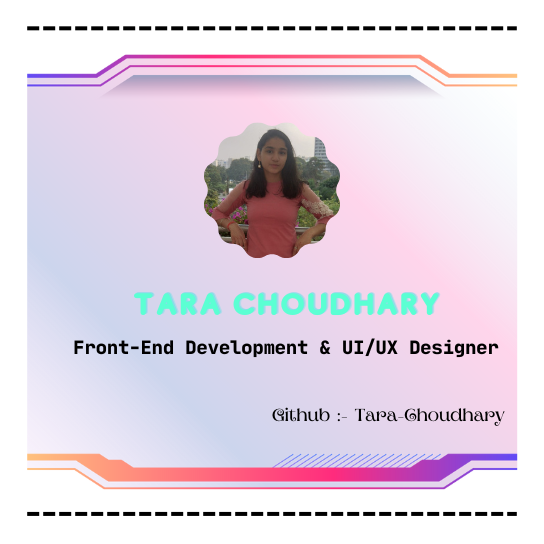 TARA CHOUDHARY
Front-End Development & UI/UX Designer
Github :- Tara-Choudhary